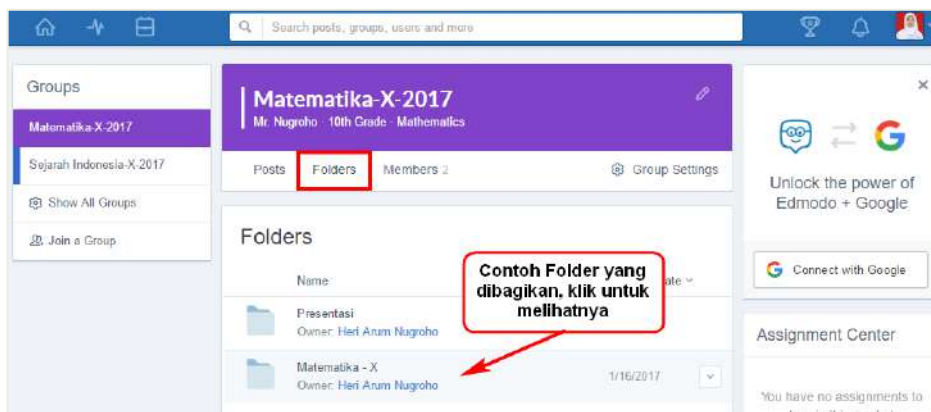 Search posts, groups, users and more
Groups
Matematika-X-2017
Sejarah Indonesia-X-2017
Show All Groups
Join a Group
Matematika-X-2017
Mr. Nugroho · 10th Grade · Mathematics
Posts
Folders
Members 2
Group Settings
Folders
Name
ate
Contoh Folder yang
dibagikan, klik untuk
melihatnya
Presentasi
Owner: Heri Arum Nugroho
Matematika - X
Owner: Heri Arum Nugroho
1/16/2017
Unlock the power of
Edmodo + Google
G Connect with Google
Assignment Center
You have no assignments to